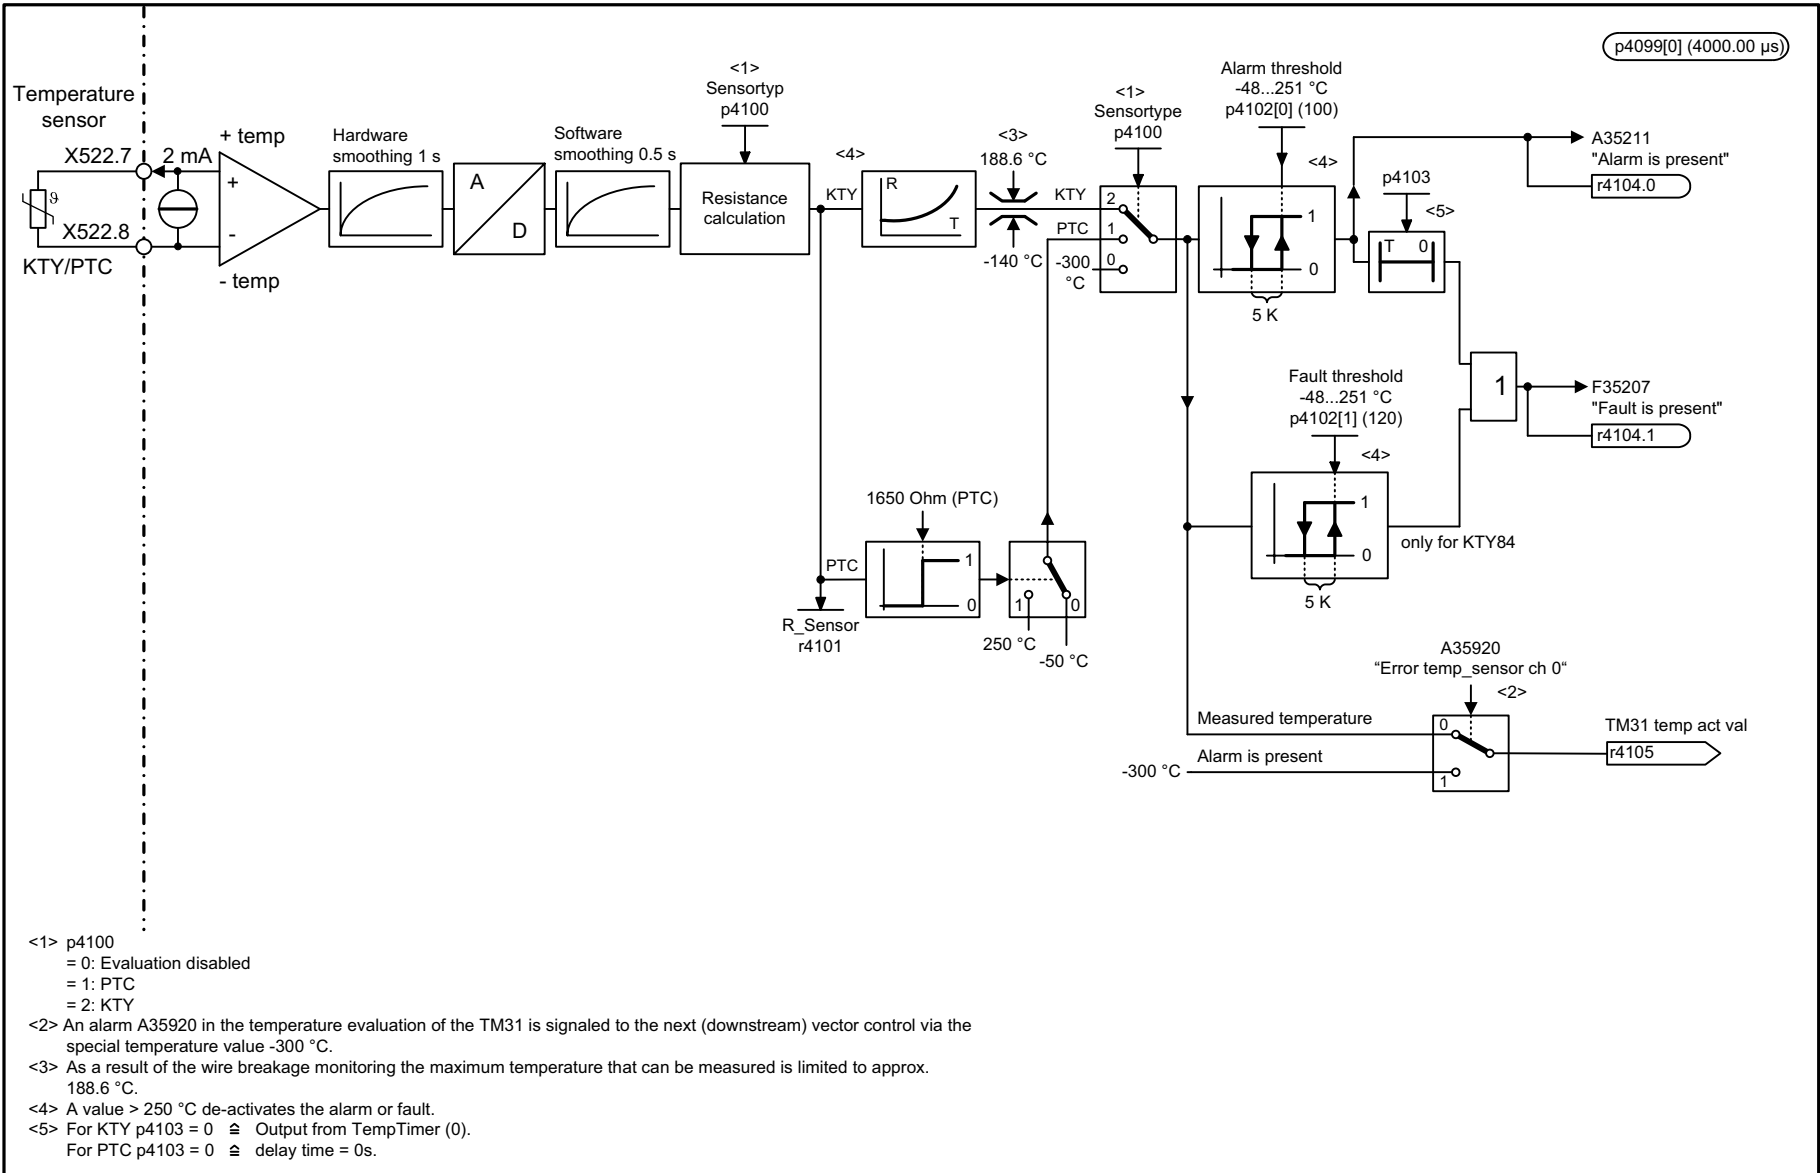 p4099[0] (4000.00 µs)
Temperature
sensor
X522.7
2 mA
ϑ
X522.8
KTY/PTC
+ temp
+
-
- temp
Hardware
smoothing 1 s
A
D
Software
smoothing 0.5 s
<1>
Sensortyp
p4100
Resistance
calculation
<4>
KTY
R
T
<3>
188.6 °C
-140 °C
KTY
PTC
-300
°C
<1>
Sensortype
p4100
2
1
0
Alarm threshold
-48...251 °C
p4102[0] (100)
<4>
1
0
5 K
p4103
<5>
T 0
A35211
"Alarm is present"
r4104.0
1
F35207
"Fault is present"
r4104.1
Fault threshold
-48...251 °C
p4102[1] (120)
<4>
1
0
5 K
only for KTY84
1650 Ohm (PTC)
PTC
1
0
R_Sensor
r4101
1
0
250 °C
-50 °C
A35920
“Error temp_sensor ch 0“
<2>
Measured temperature
0
Alarm is present
-300 °C
1
TM31 temp act val
r4105
<1> p4100
= 0: Evaluation disabled
= 1: PTC
= 2: KTY
<2> An alarm A35920 in the temperature evaluation of the TM31 is signaled to the next (downstream) vector control via the
special temperature value -300 °C.
<3> As a result of the wire breakage monitoring the maximum temperature that can be measured is limited to approx.
188.6 °C.
<4> A value > 250 °C de-activates the alarm or fault.
<5> For KTY p4103 = 0 ≙ Output from TempTimer (0).
For PTC p4103 = 0 ≙ delay time = 0s.